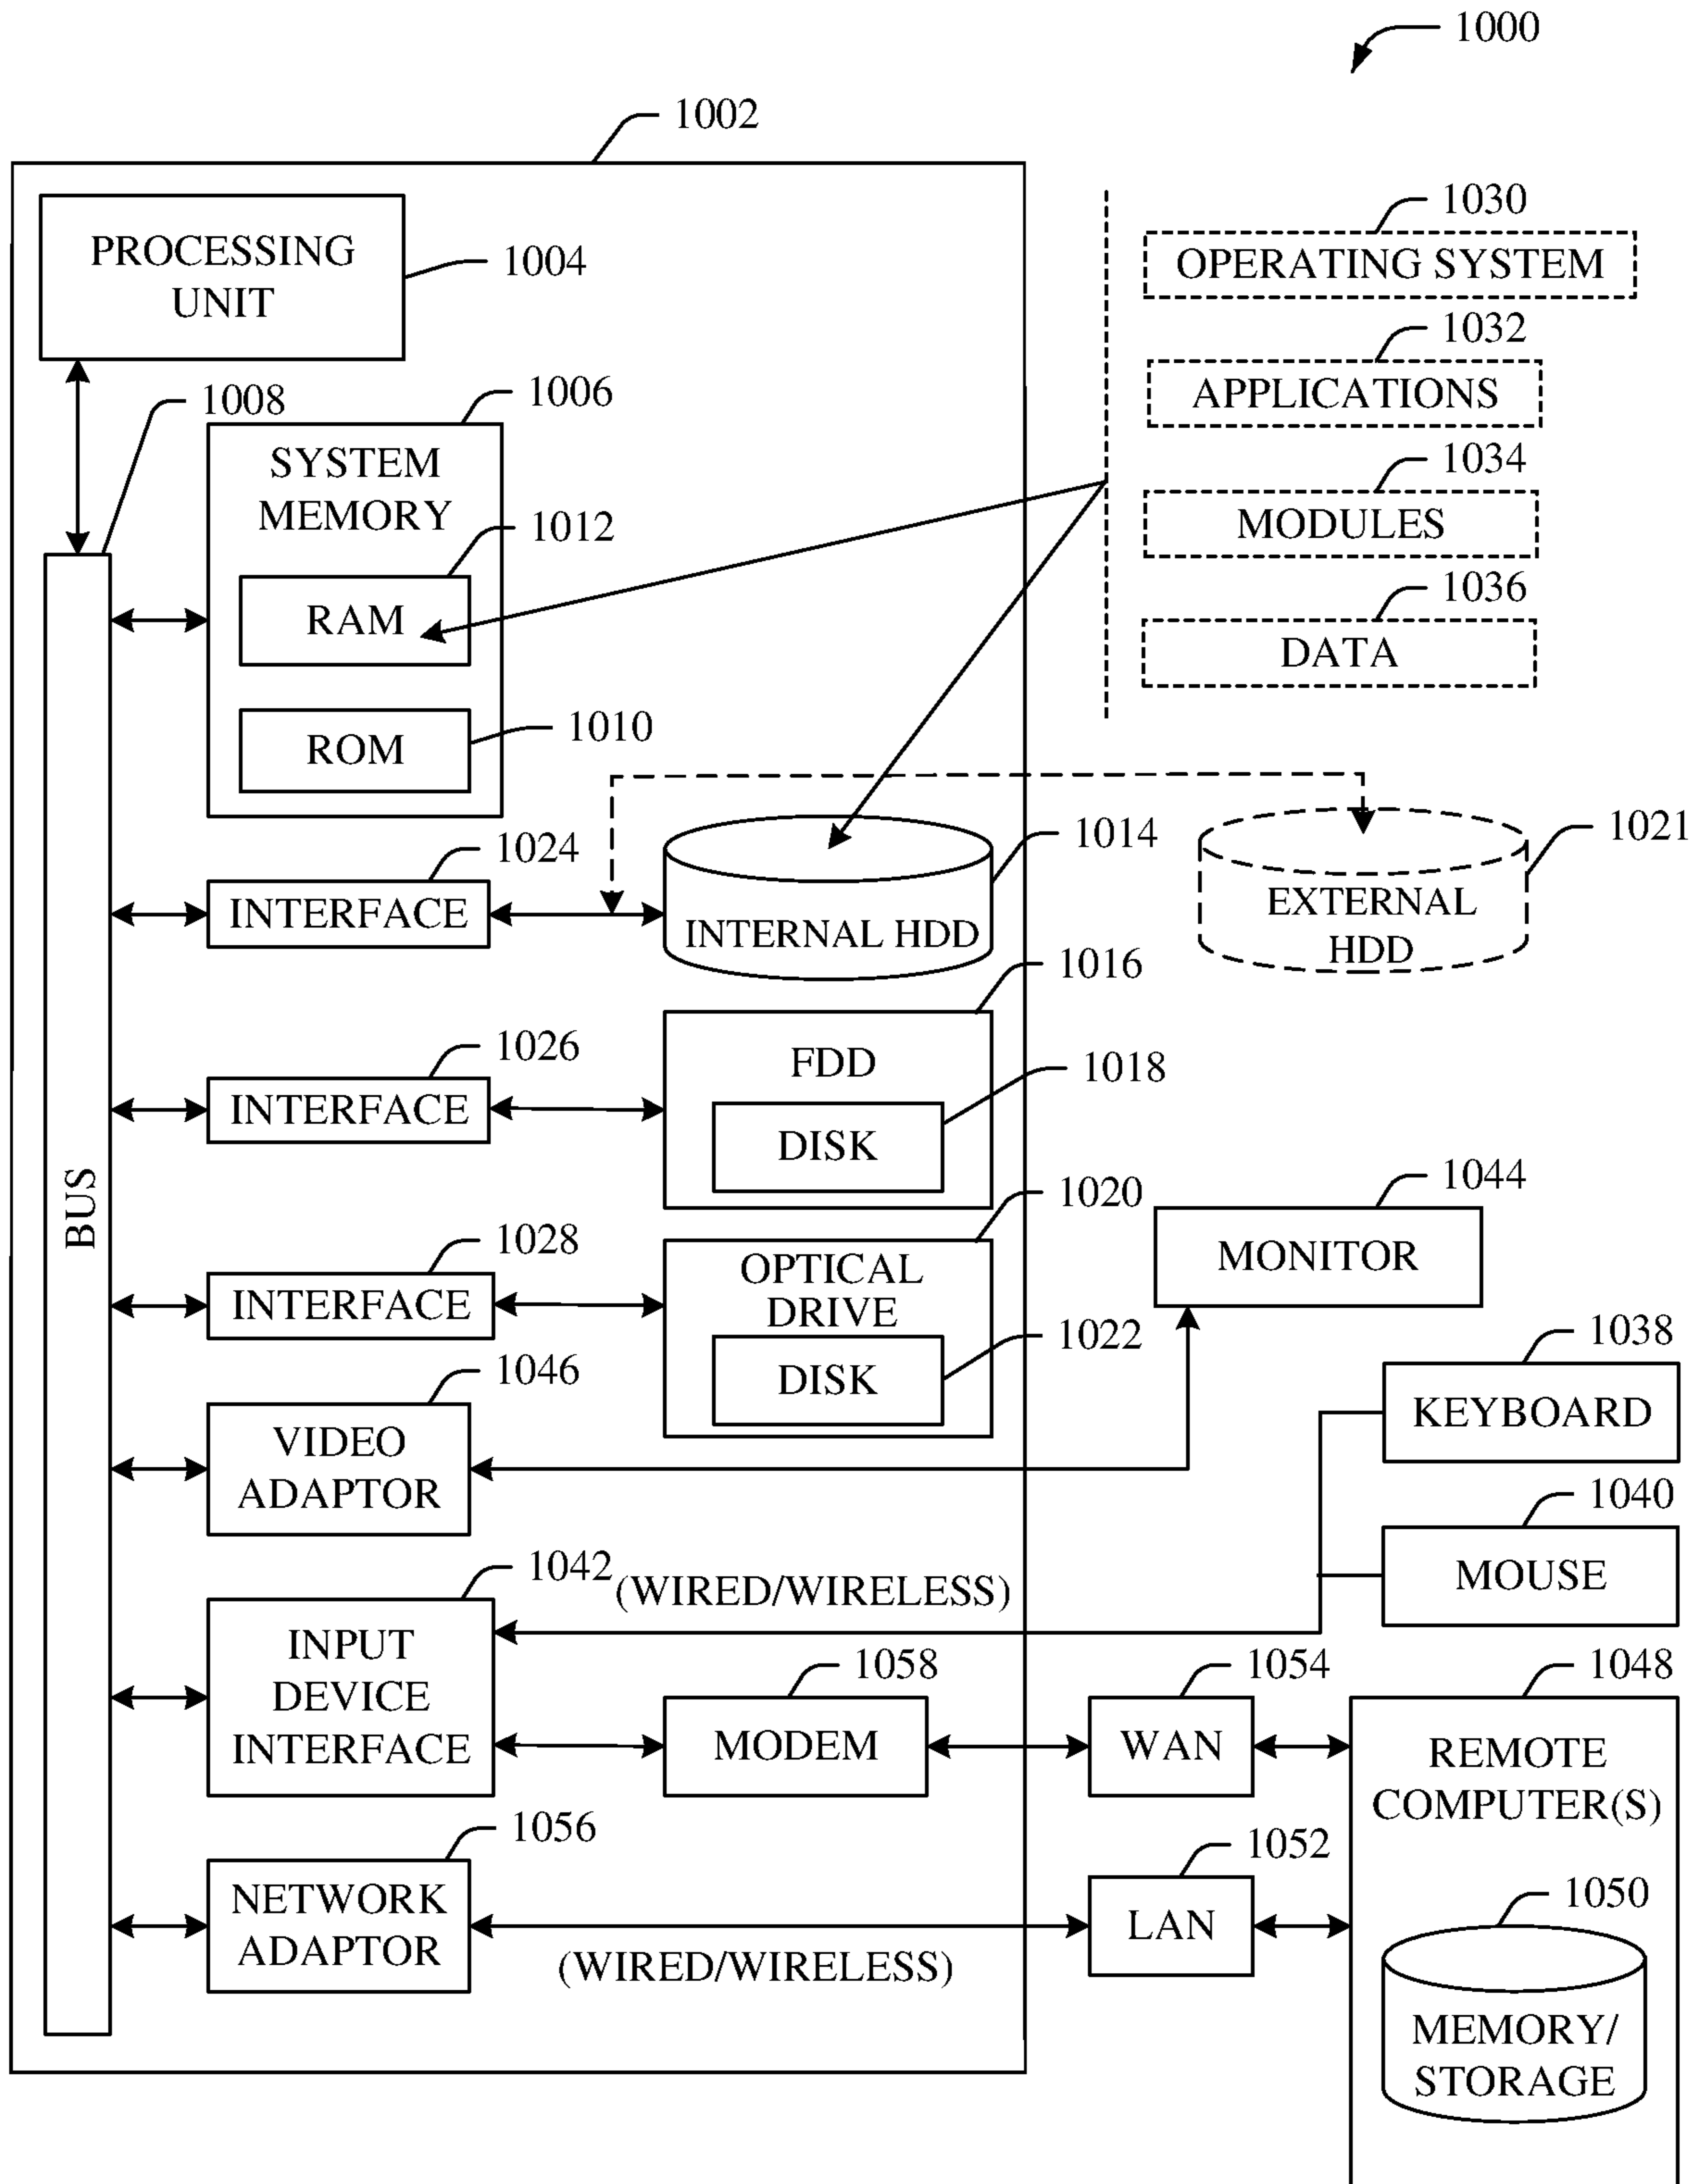 1000
1002
PROCESSING
UNIT
1004
1030
OPERATING SYSTEM
1032
APPLICATIONS
1034
MODULES
1036
DATA
1008
1006
SYSTEM
MEMORY
1012
RAM
1010
ROM
1024
INTERFACE
1014
INTERNAL HDD
1021
EXTERNAL
HDD
1026
INTERFACE
1016
FDD
1018
DISK
BUS
1028
INTERFACE
1020
OPTICAL
DRIVE
1022
DISK
1044
MONITOR
1046
VIDEO
ADAPTOR
1038
KEYBOARD
1040
MOUSE
1042
(WIRED/WIRELESS)
INPUT
DEVICE
INTERFACE
1058
MODEM
1054
WAN
1048
REMOTE
COMPUTER(S)
1056
NETWORK
ADAPTOR
(WIRED/WIRELESS)
1052
LAN
1050
MEMORY/
STORAGE